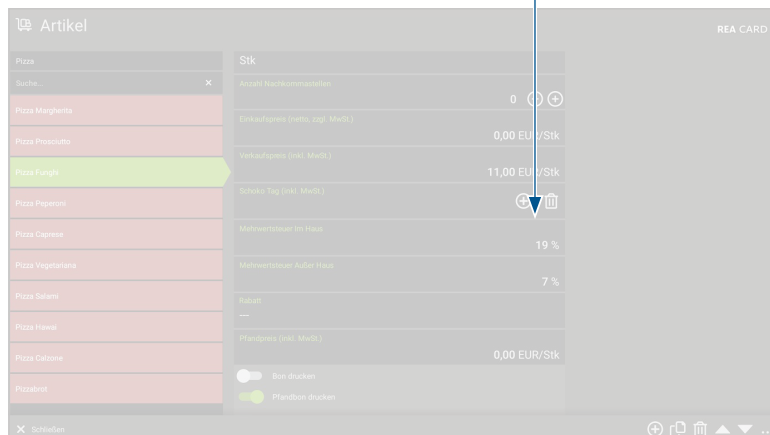 Artikel
REA CARD
Pizza
Suche...
Pizza Margherita
Pizza Prosciutto
Pizza Funghi
Pizza Peperoni
Pizza Caprese
Pizza Vegetariana
Pizza Salami
Pizza Hawai
Pizza Calzone
Pizzabrot
Stk
Anzahl Nachkommastellen
0
Einkaufspreis (netto, zzgl. MwSt.)
0,00 EUR/Stk
Verkaufspreis (inkl. MwSt.)
11,00 EUR/Stk
Schoko Tag (inkl. MwSt.)
Mehrwertsteuer Im Haus
19 %
Mehrwertsteuer Außer Haus
7 %
Rabatt
—
Pfandpreis (inkl. MwSt.)
0,00 EUR/Stk
Bon drucken
Pfandbon drucken
Schließen